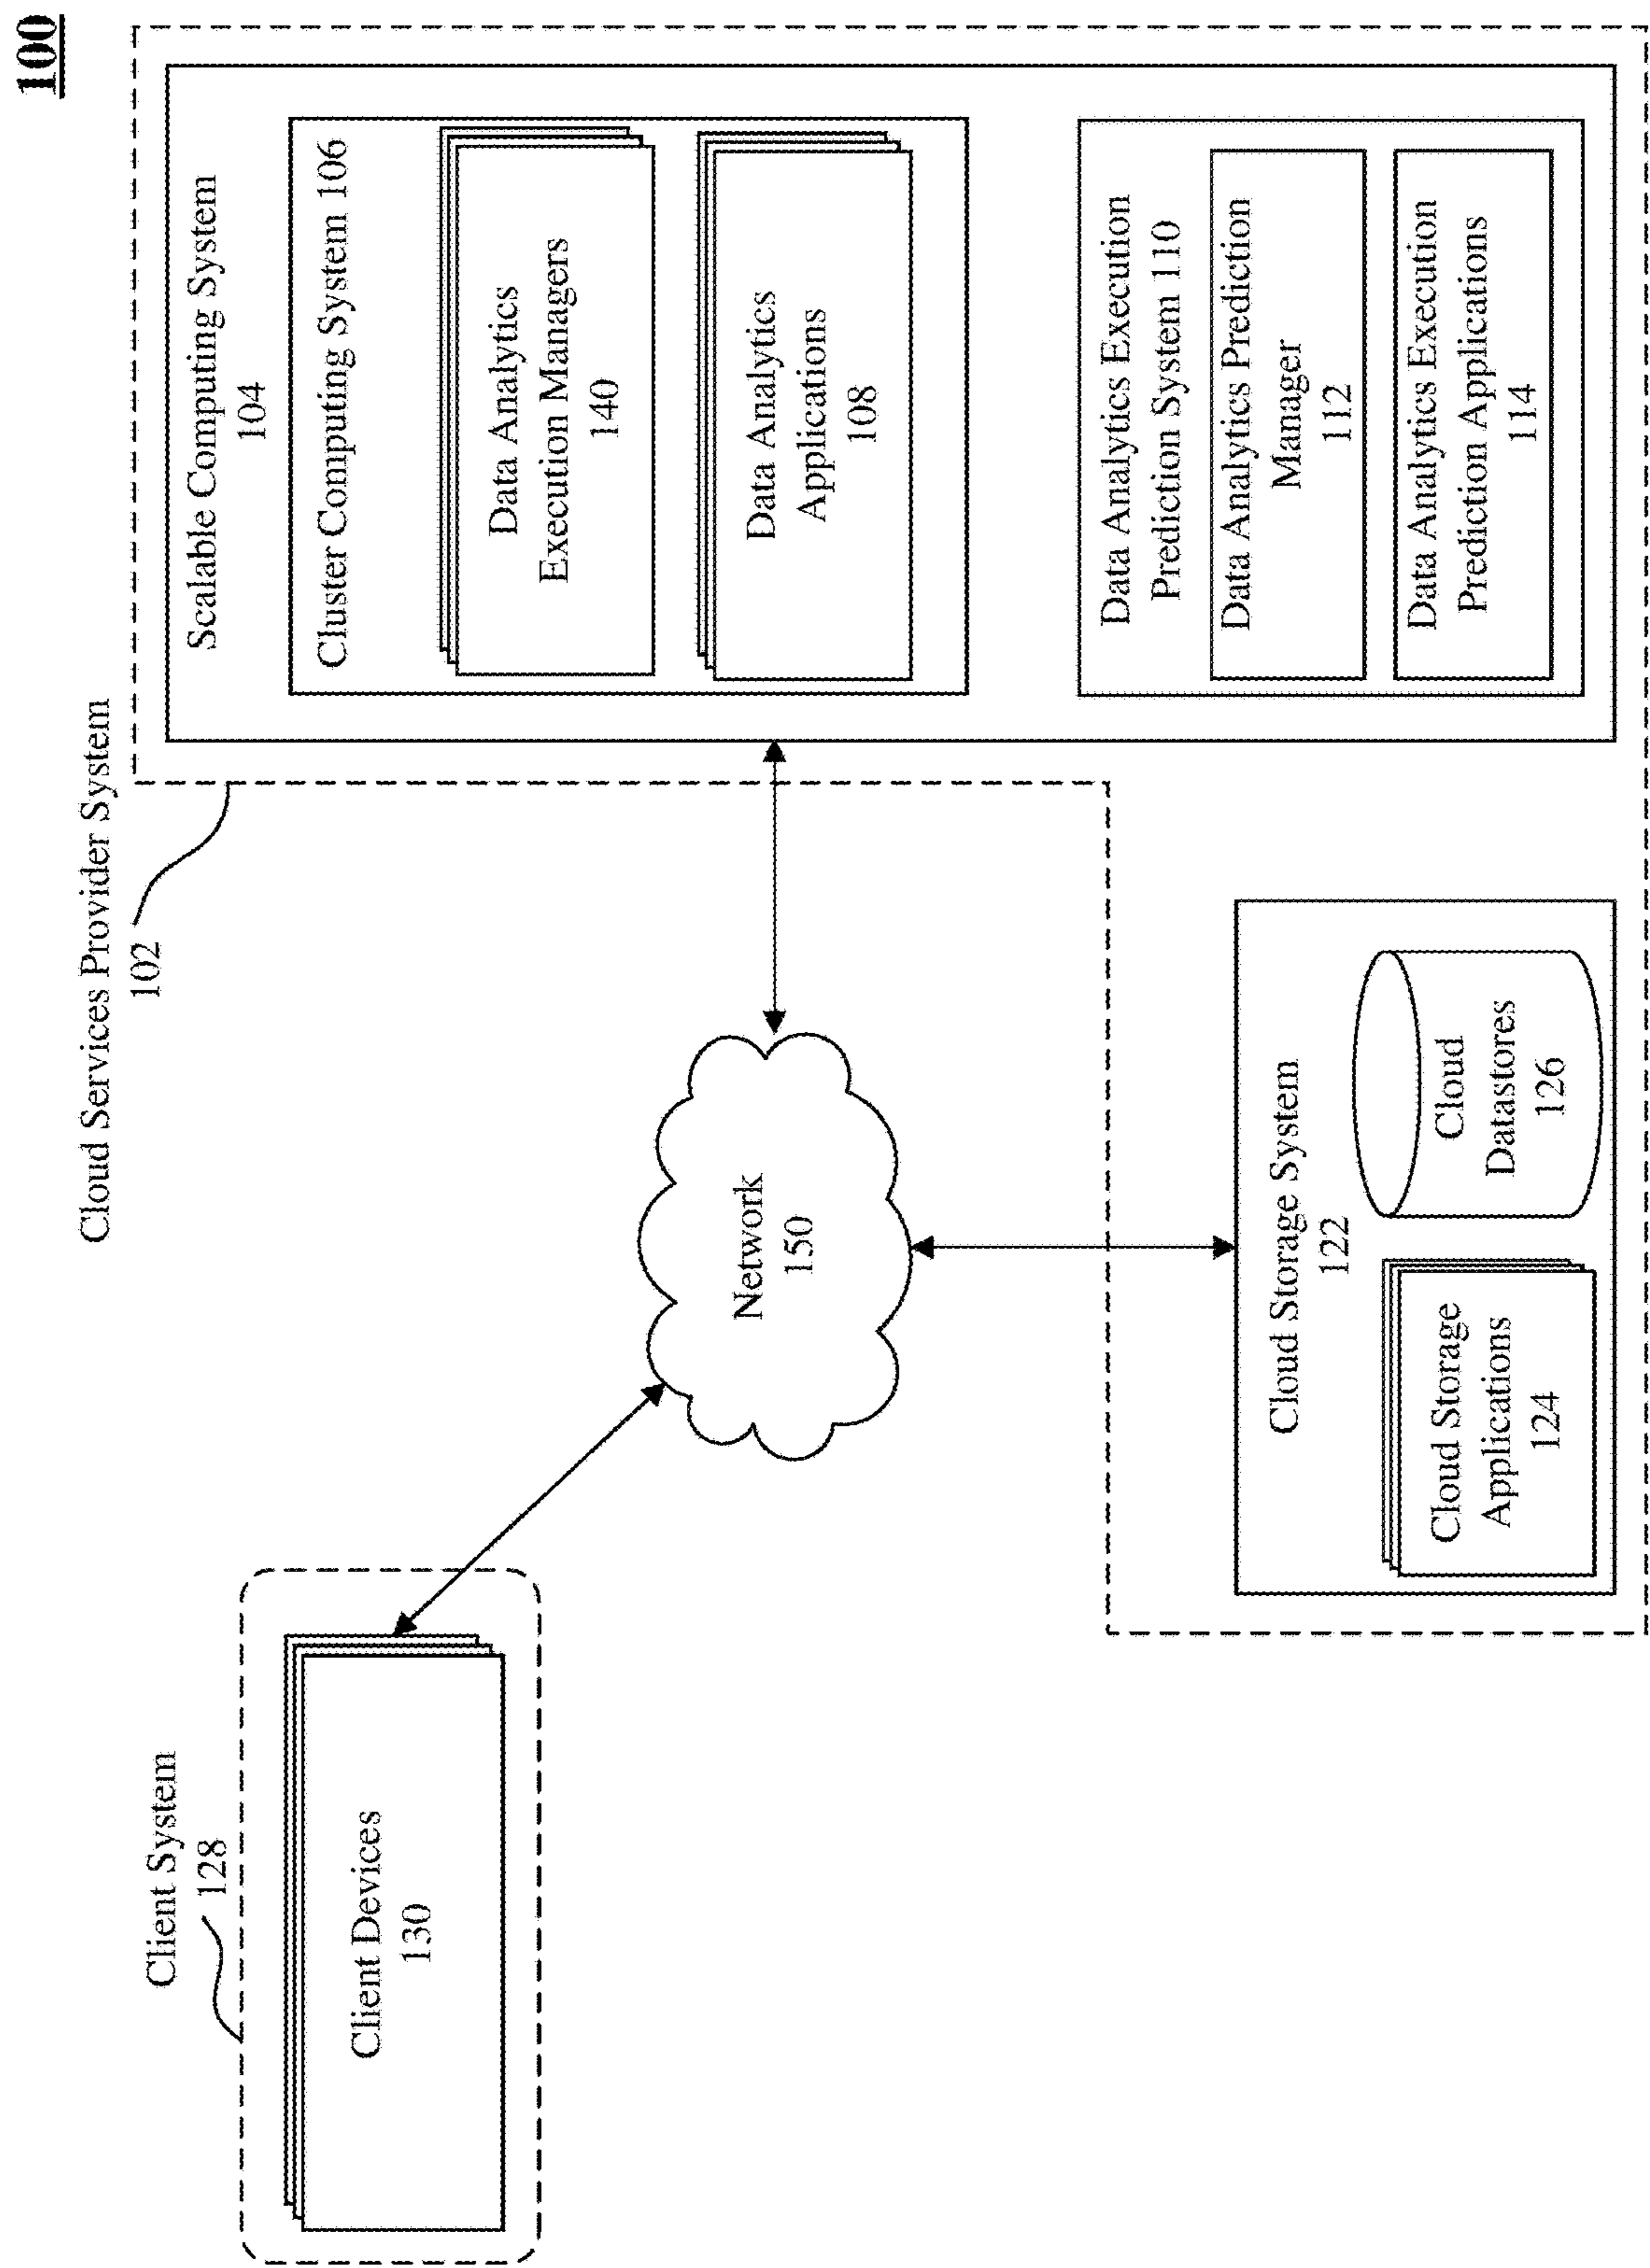 100
Cloud Services Provider System
102
Client System
128
Client Devices
130
Network
150
Scalable Computing System
104
Cluster Computing System 106
Data Analytics
Execution Managers
140
Data Analytics
Applications
108
Data Analytics Execution
Prediction System 110
Data Analytics Prediction
Manager
112
Data Analytics Execution
Prediction Applications
114
Cloud Storage System
122
Cloud Storage
Applications
124
Cloud
Datastores
126